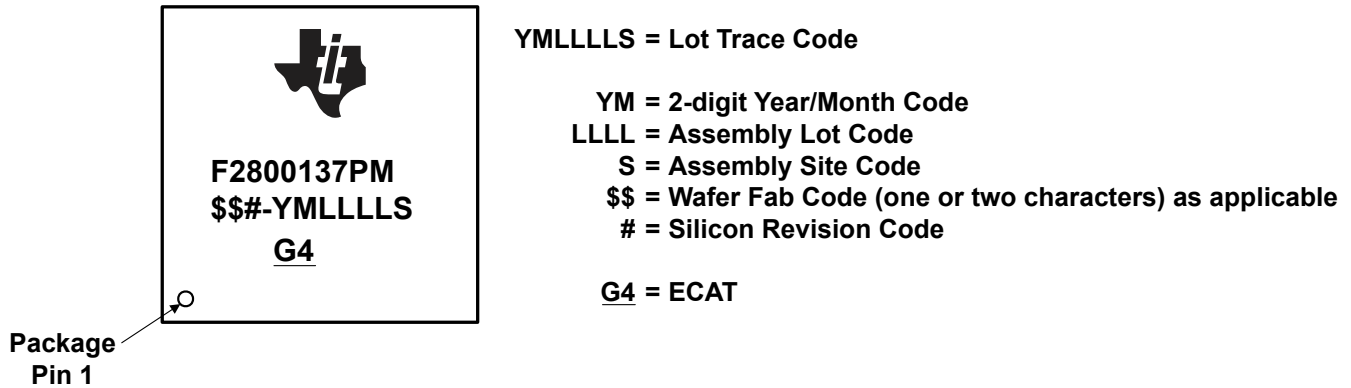 F2800137PM
$$#-YMLLLLS
G4
Package
Pin 1
YMLLLLS = Lot Trace Code
YM = 2-digit Year/Month Code
LLLL = Assembly Lot Code
S = Assembly Site Code
$$ = Wafer Fab Code (one or two characters) as applicable
# = Silicon Revision Code
G4 = ECAT